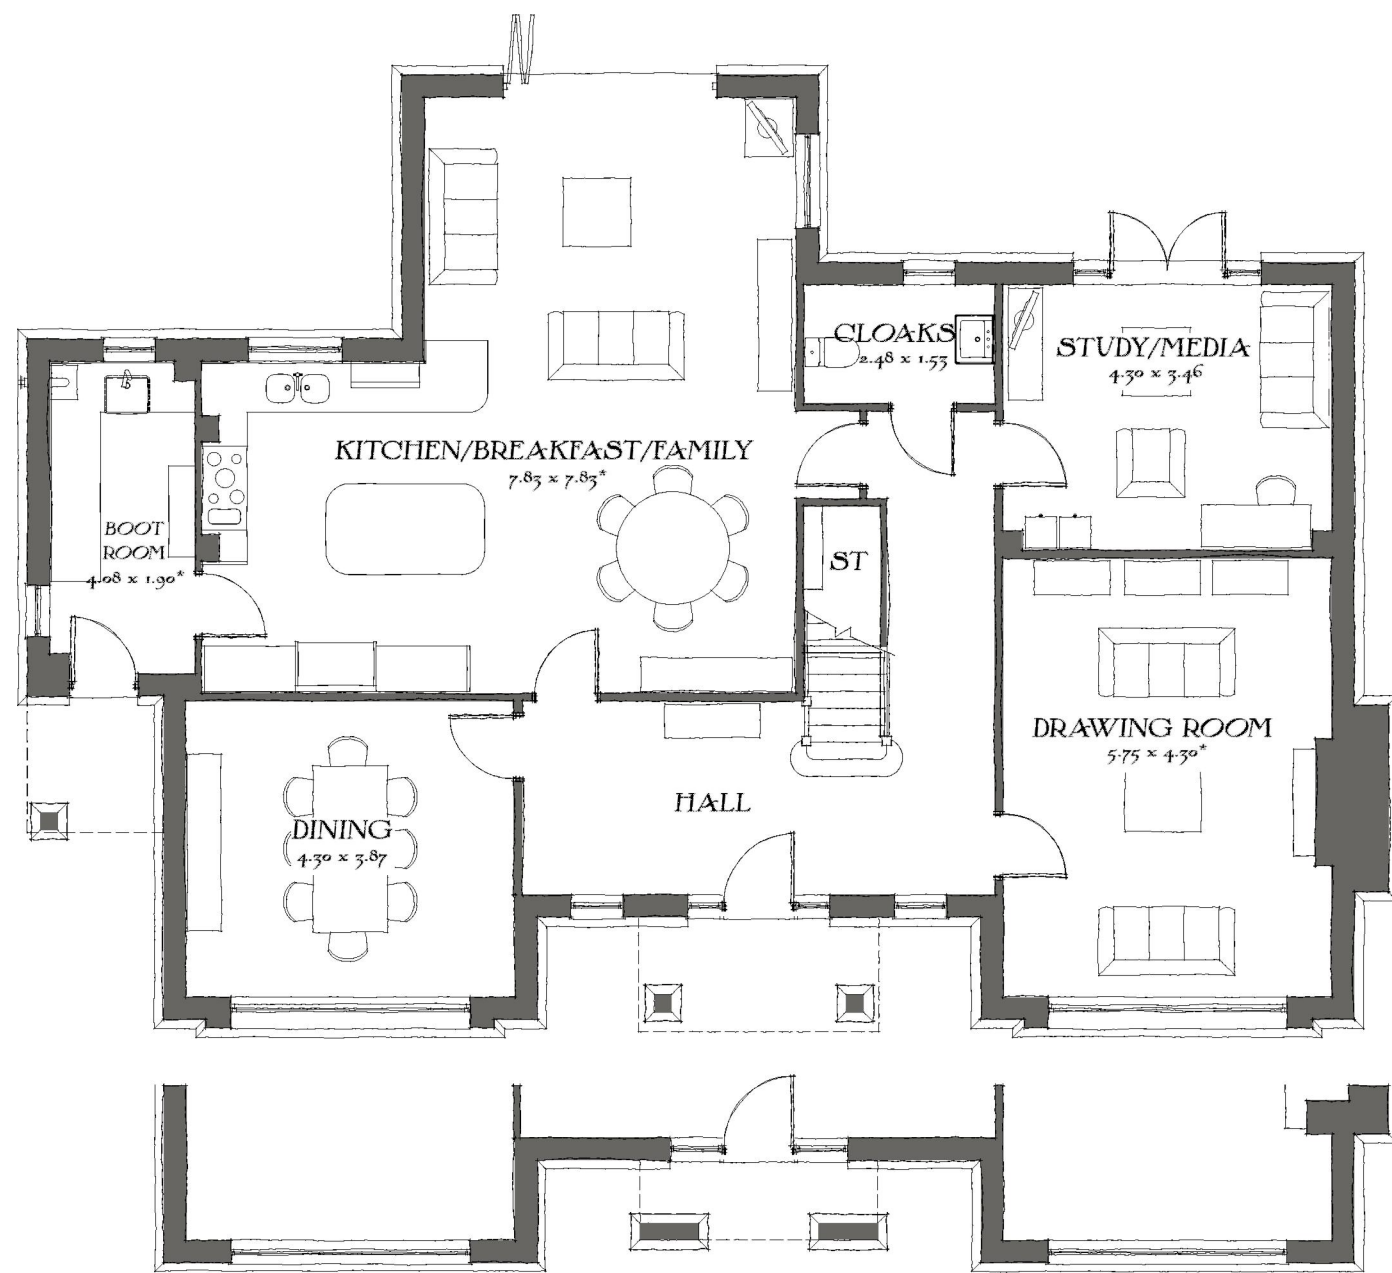 CLOAKS
2.48 x 1.53
STUDY/MEDIA
4.30 x 3.46
KITCHEN/BREAKFAST/FAMILY
7.83 x 7.83*
BOOT
ROOM
4.08 x 1.90*
ST
DRAWING ROOM
5.75 x 4.30*
HALL
DINING
4.30 x 3.87